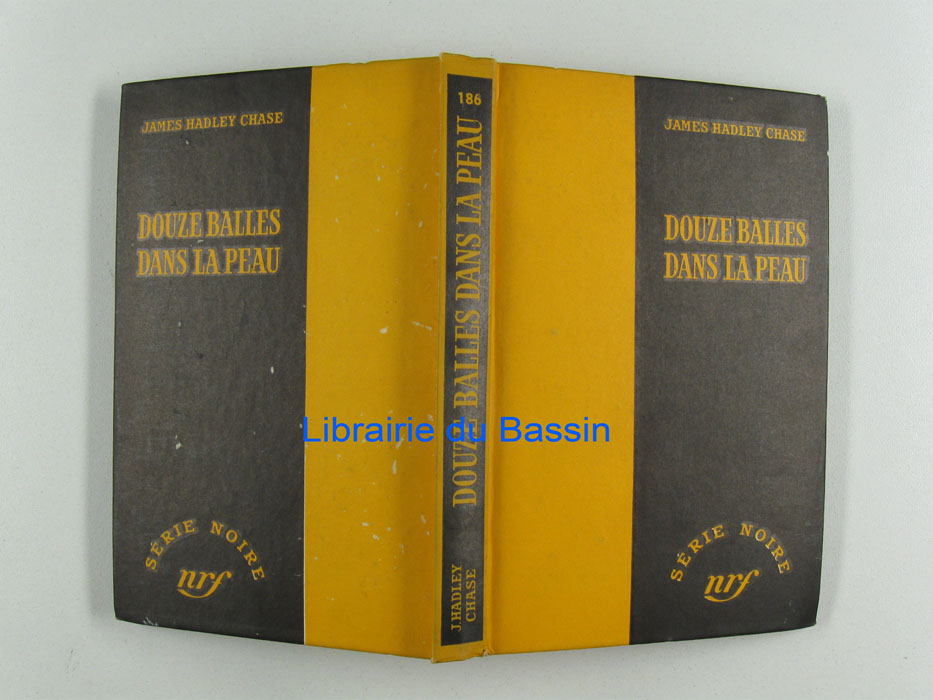 JAMES HADLEY CHASE
DOUZE BALLES
DANS LA PEAU
SÉRIE NOIRE
nrf
186
DOUZE BALLES DANS LA PEAU
J. HADLEY
CHASE
JAMES HADLEY CHASE
DOUZE BALLES
DANS LA PEAU
SÉRIE NOIRE
nrf
Librairie du Bassin